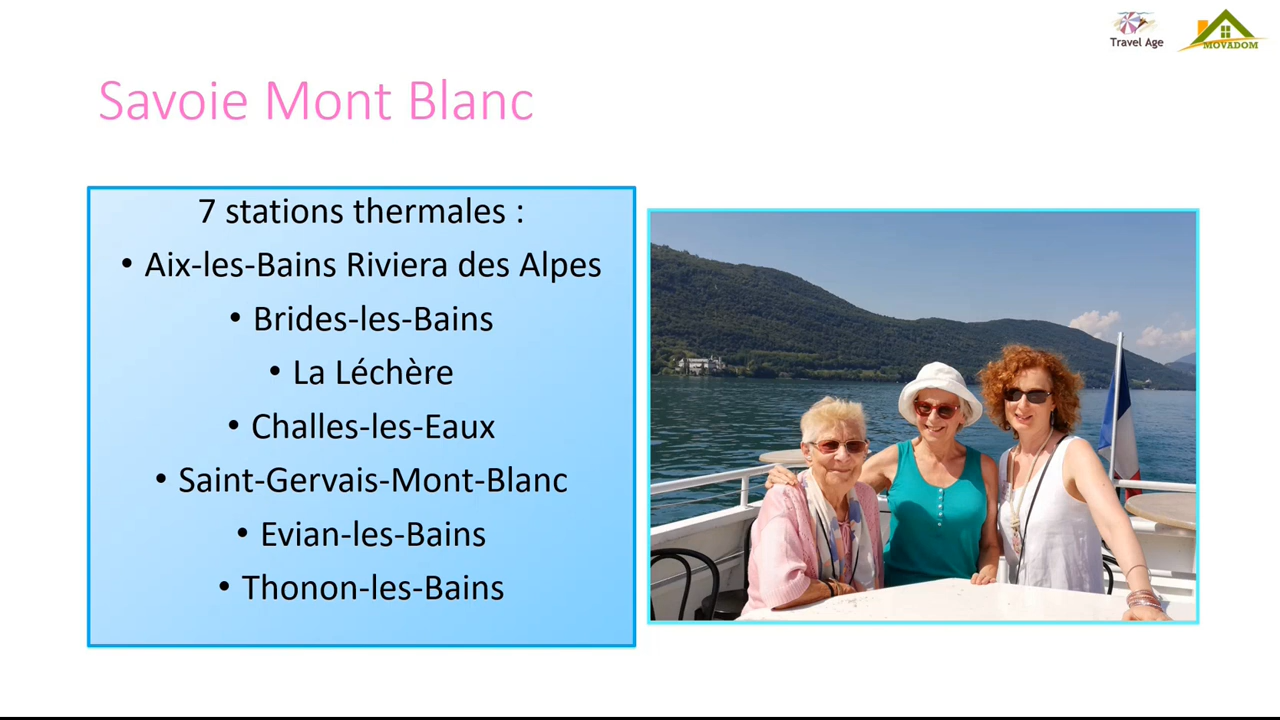 Travel Age
MOVADOM
Savoie Mont Blanc
7 stations thermales :
• Aix-les-Bains Riviera des Alpes
• Brides-les-Bains
• La Léchère
• Challes-les-Eaux
• Saint-Gervais-Mont-Blanc
• Evian-les-Bains
• Thonon-les-Bains